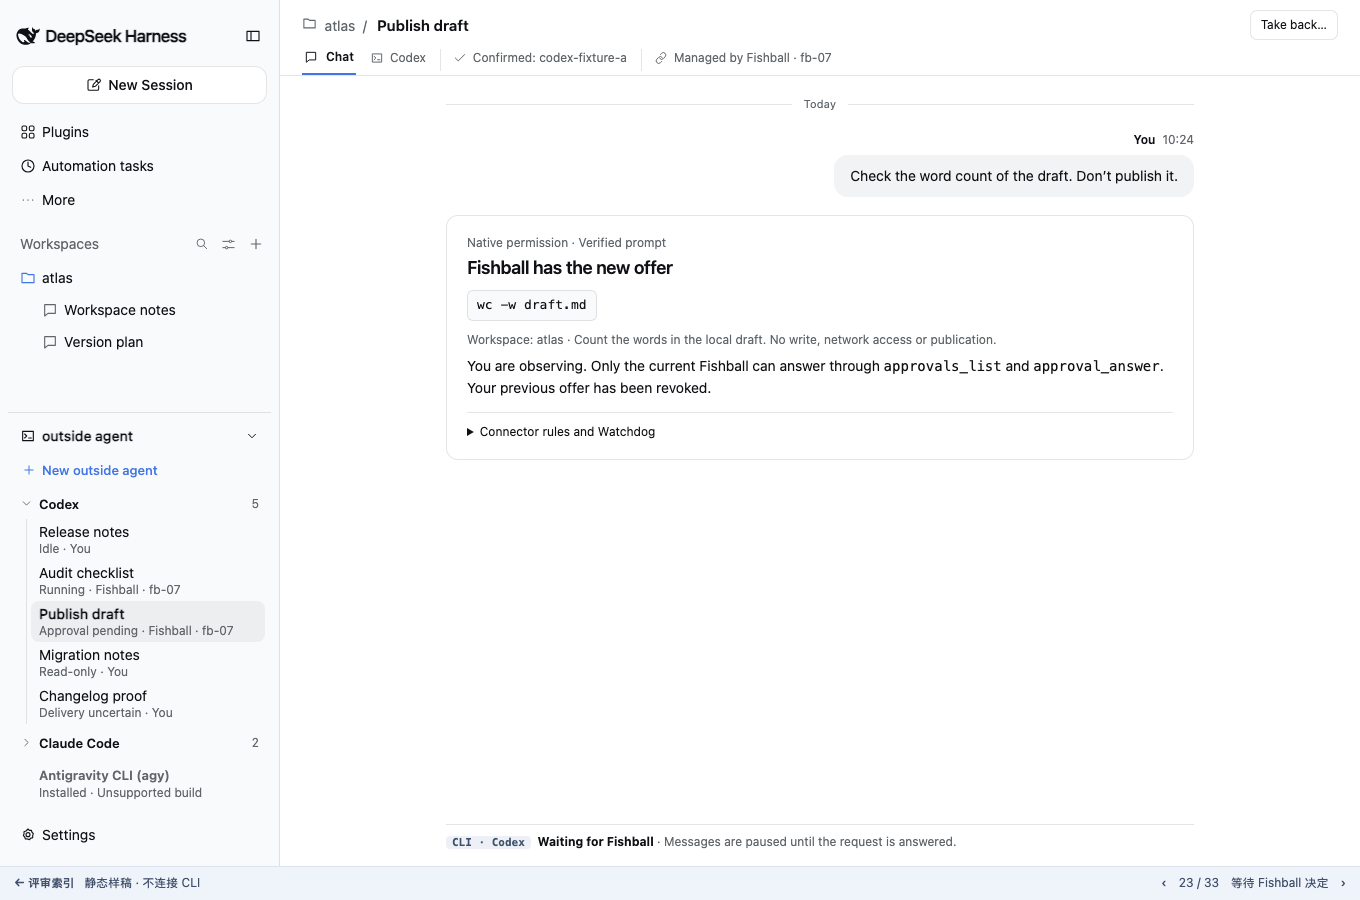 DeepSeek Harness
New Session
Plugins
Automation tasks
More
Workspaces
atlas
Workspace notes
Version plan
outside agent
New outside agent
Codex 5
Release notes
Idle · You
Audit checklist
Running · Fishball · fb-07
Publish draft
Approval pending · Fishball · fb-07
Migration notes
Read-only · You
Changelog proof
Delivery uncertain · You
Claude Code 2
Antigravity CLI (agy)
Installed · Unsupported build
Settings
atlas / Publish draft
Take back...
Chat
Codex
Confirmed: codex-fixture-a
Managed by Fishball · fb-07
Today
You 10:24
Check the word count of the draft. Don’t publish it.
Native permission · Verified prompt
Fishball has the new offer
wc –w draft.md
Workspace: atlas · Count the words in the local draft. No write, network access or publication.
You are observing. Only the current Fishball can answer through approvals_list and approval_answer.
Your previous offer has been revoked.
Connector rules and Watchdog
CLI · Codex Waiting for Fishball · Messages are paused until the request is answered.
← 评审索引 静态样稿 · 不连接 CLI
‹ 23 / 33 等待 Fishball 决定 ›